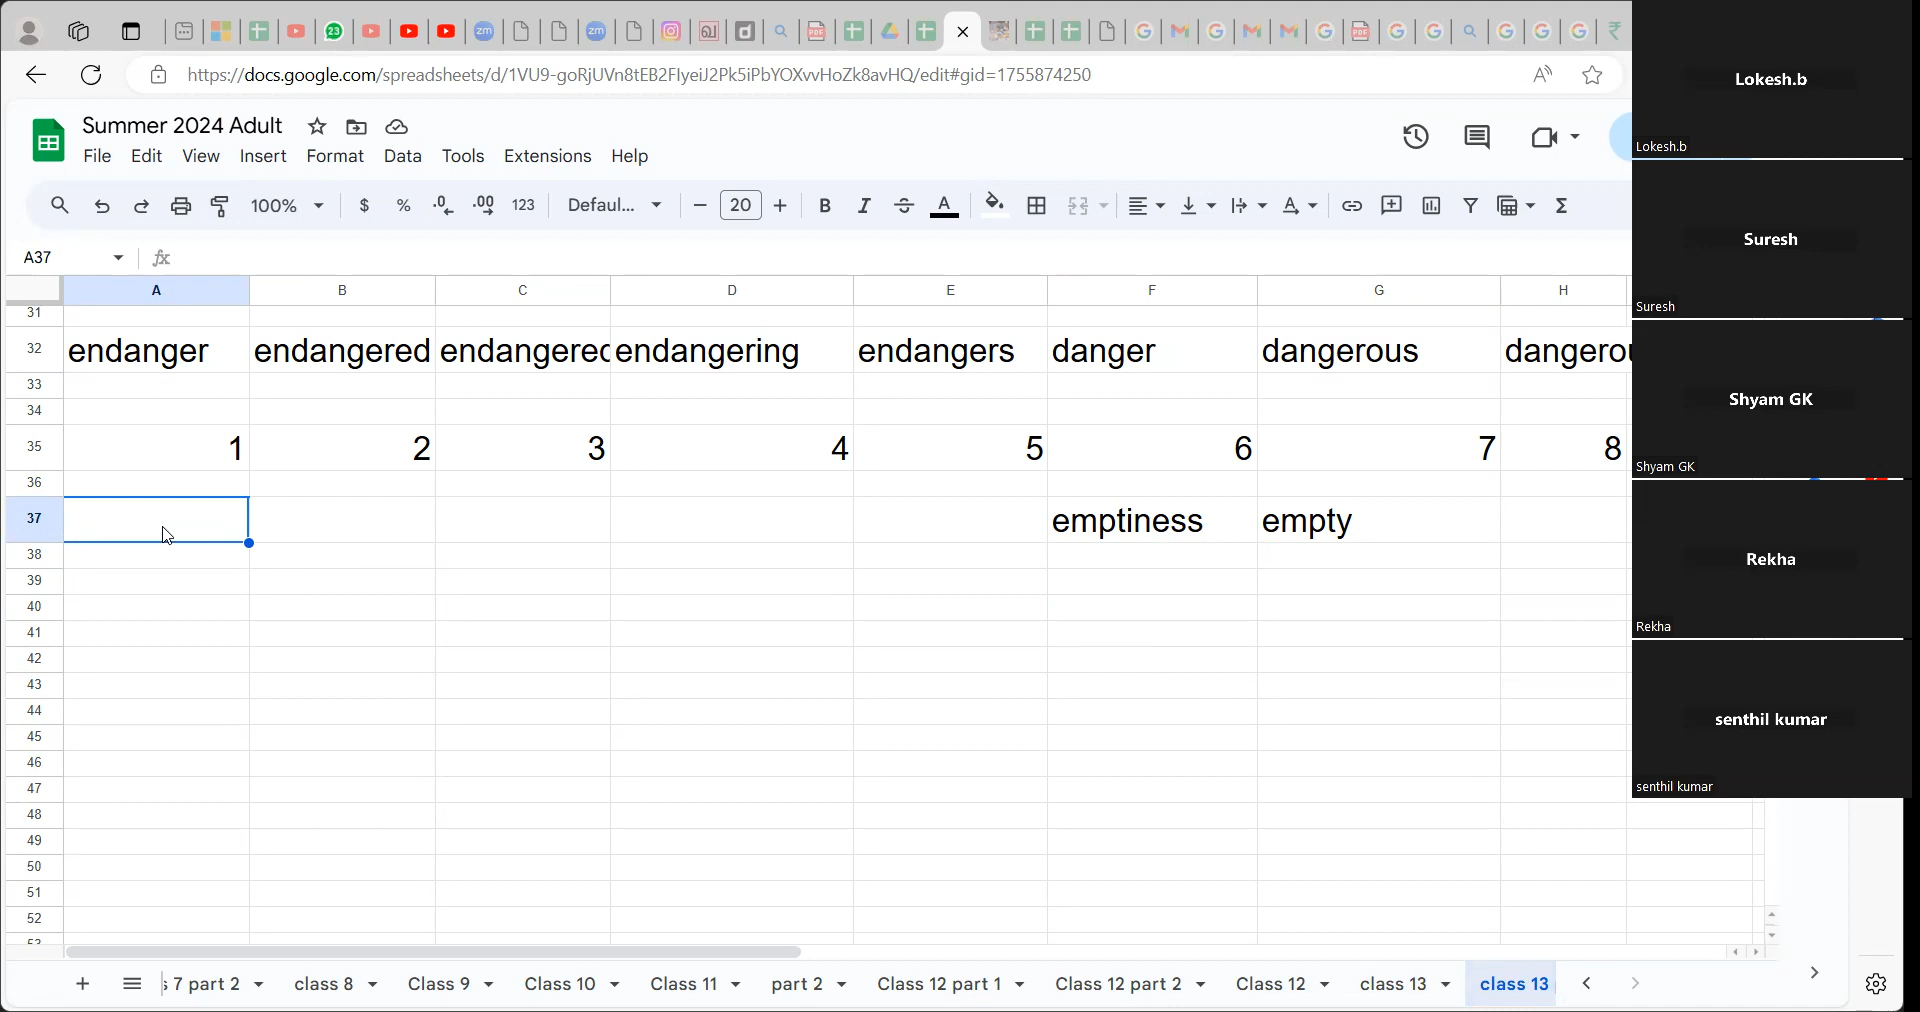 23
https://docs.google.com/spreadsheets/d/1VU9-goRjUVn8tEB2FIyeiJ2Pk5iPbYOXvvHoZk8avHQ/edit#gid=1755874250
Summer 2024 Adult
File Edit View Insert Format Data Tools Extensions Help
100% $ % .0 .00 123 Defaul... 20 B I A
A37 fx
A B C D E F G H
31
32 endanger endangered endangered endangering endangers danger dangerous dangerou
33
34
35 1 2 3 4 5 6 7 8
36
37 emptiness empty
38
39
40
41
42
43
44
45
46
47
48
49
50
51
52
53
7 part 2 class 8 Class 9 Class 10 Class 11 part 2 Class 12 part 1 Class 12 part 2 Class 12 class 13 class 13
Lokesh.b
Lokesh.b
Suresh
Suresh
Shyam GK
Shyam GK
Rekha
Rekha
senthil kumar
senthil kumar